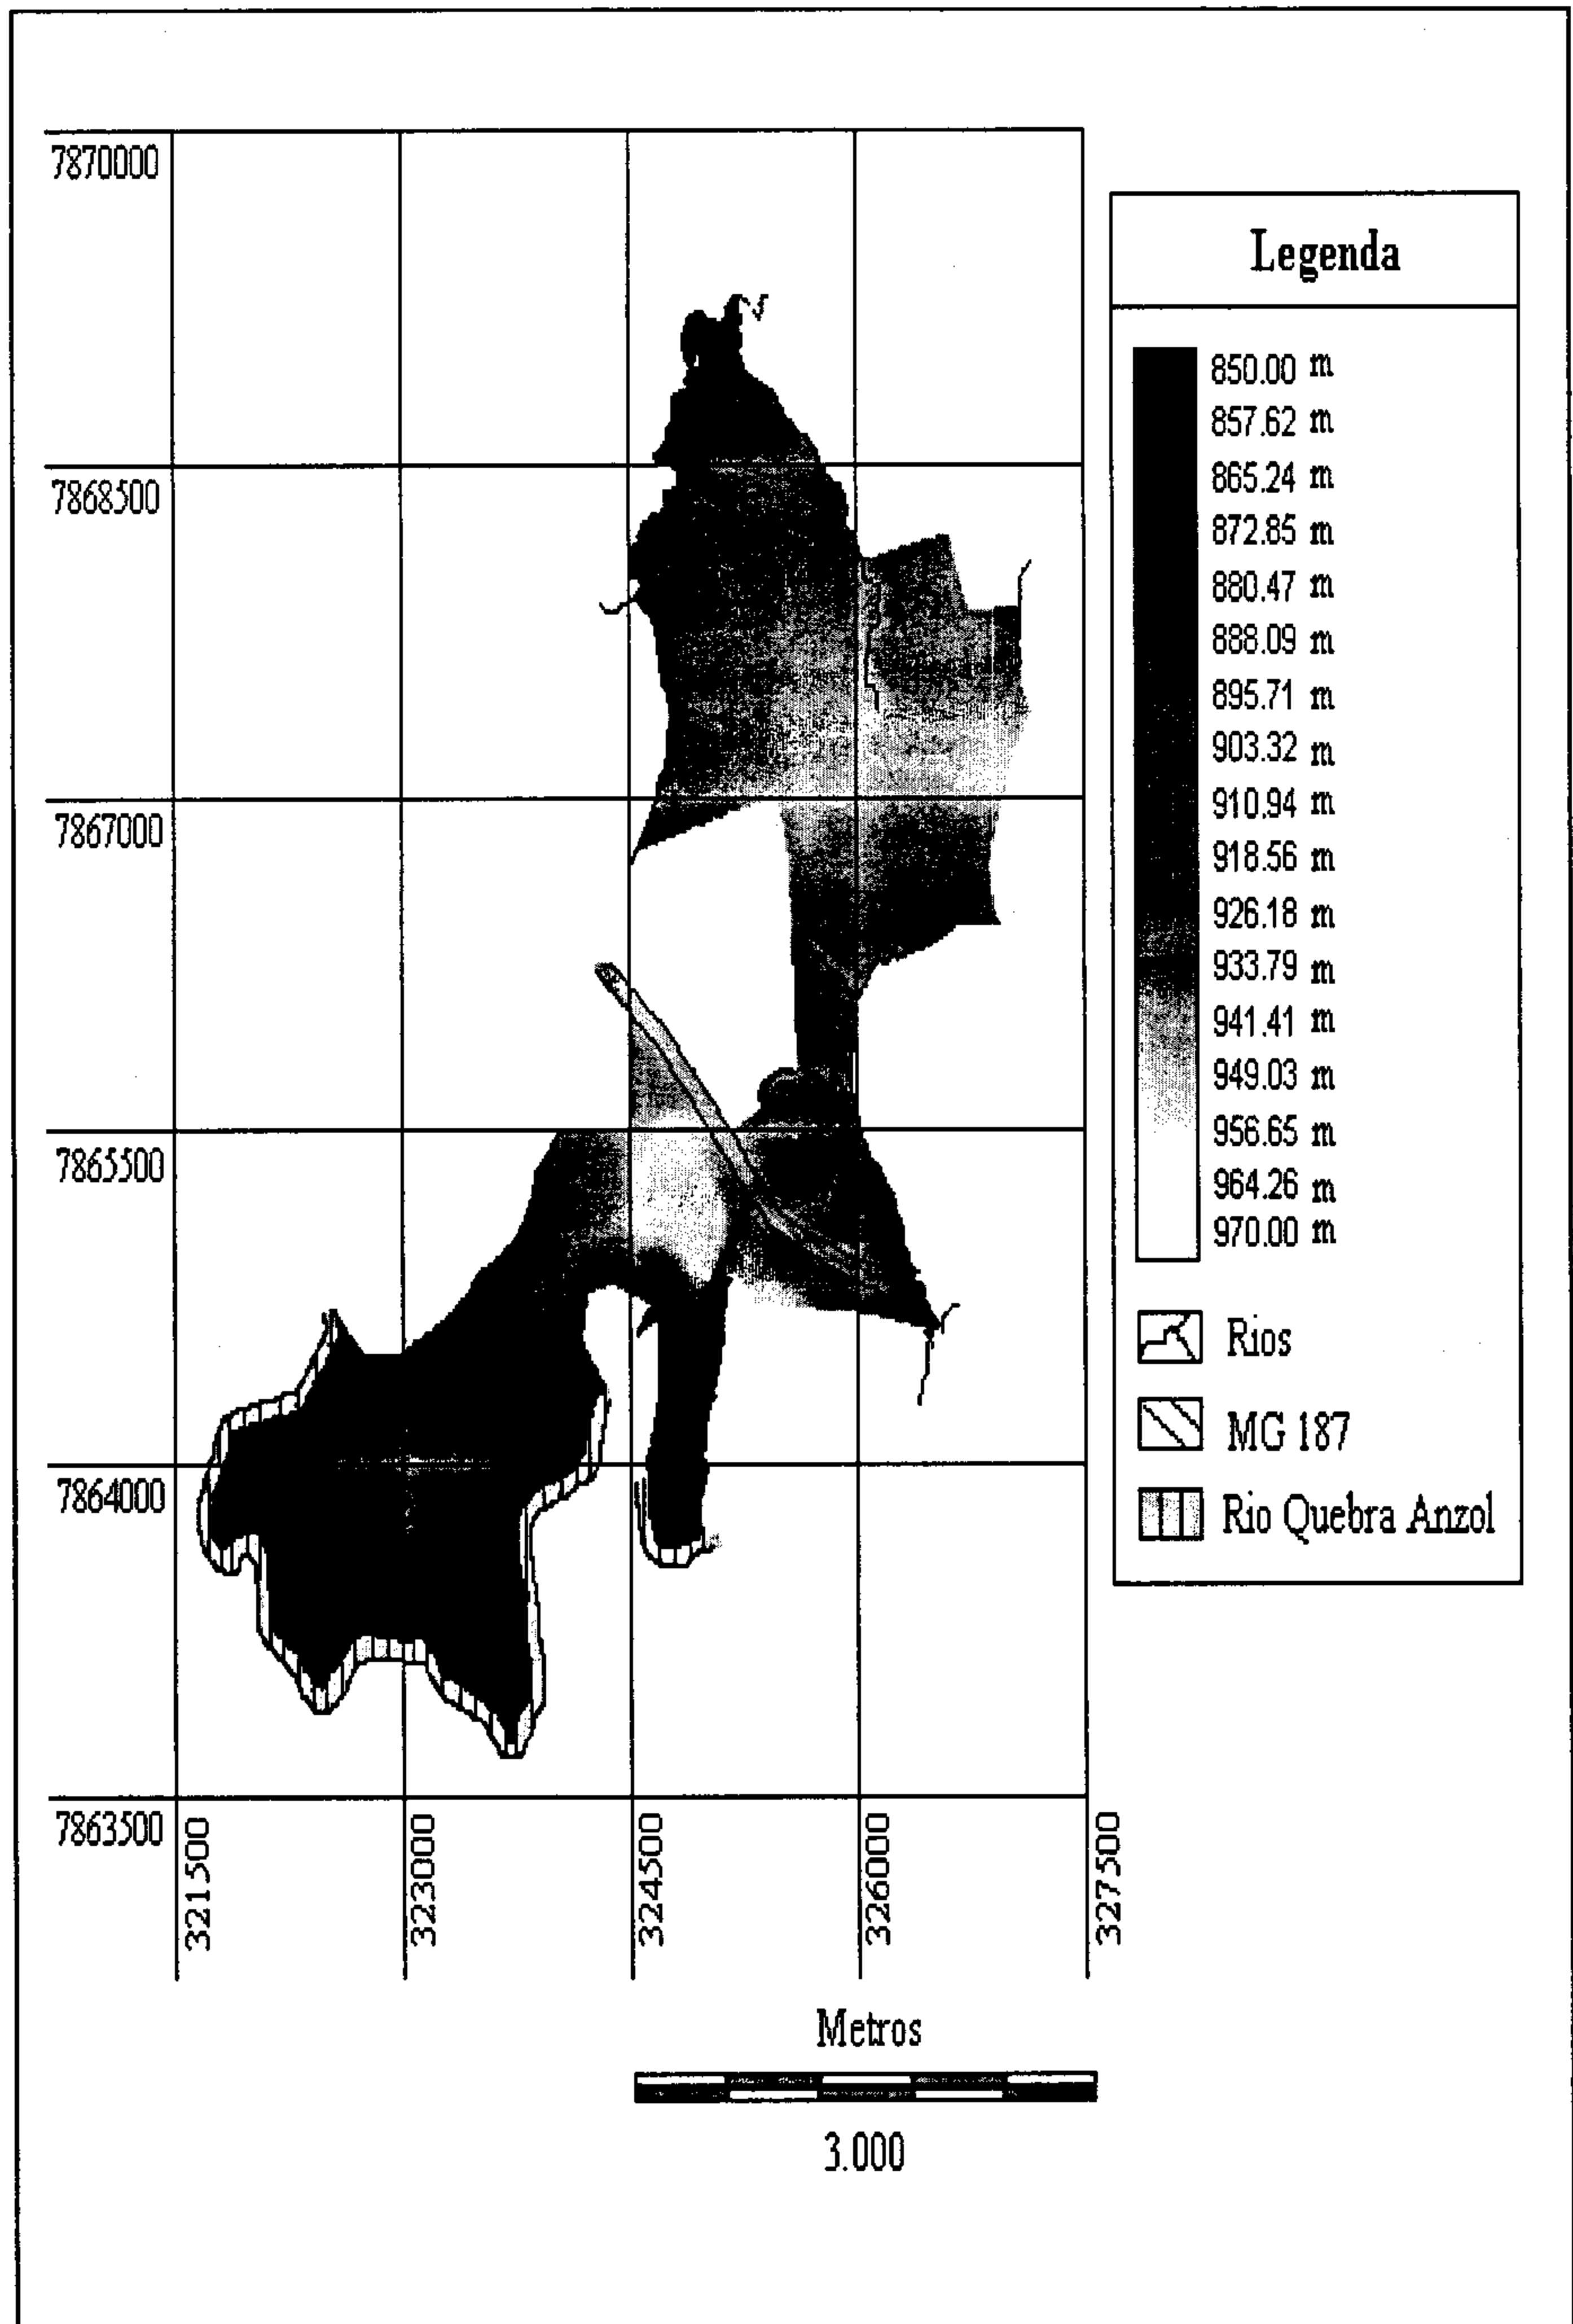 7870000
7868500
7867000
7865500
7864000
7863500
321500
323000
324500
326000
327500
Legenda
850.00 m
857.62 m
865.24 m
872.85 m
880.47 m
888.09 m
895.71 m
903.32 m
910.94 m
918.56 m
926.18 m
933.79 m
941.41 m
949.03 m
956.65 m
964.26 m
970.00 m
Rios
MG 187
Rio Quebra Anzol
Metros
3.000